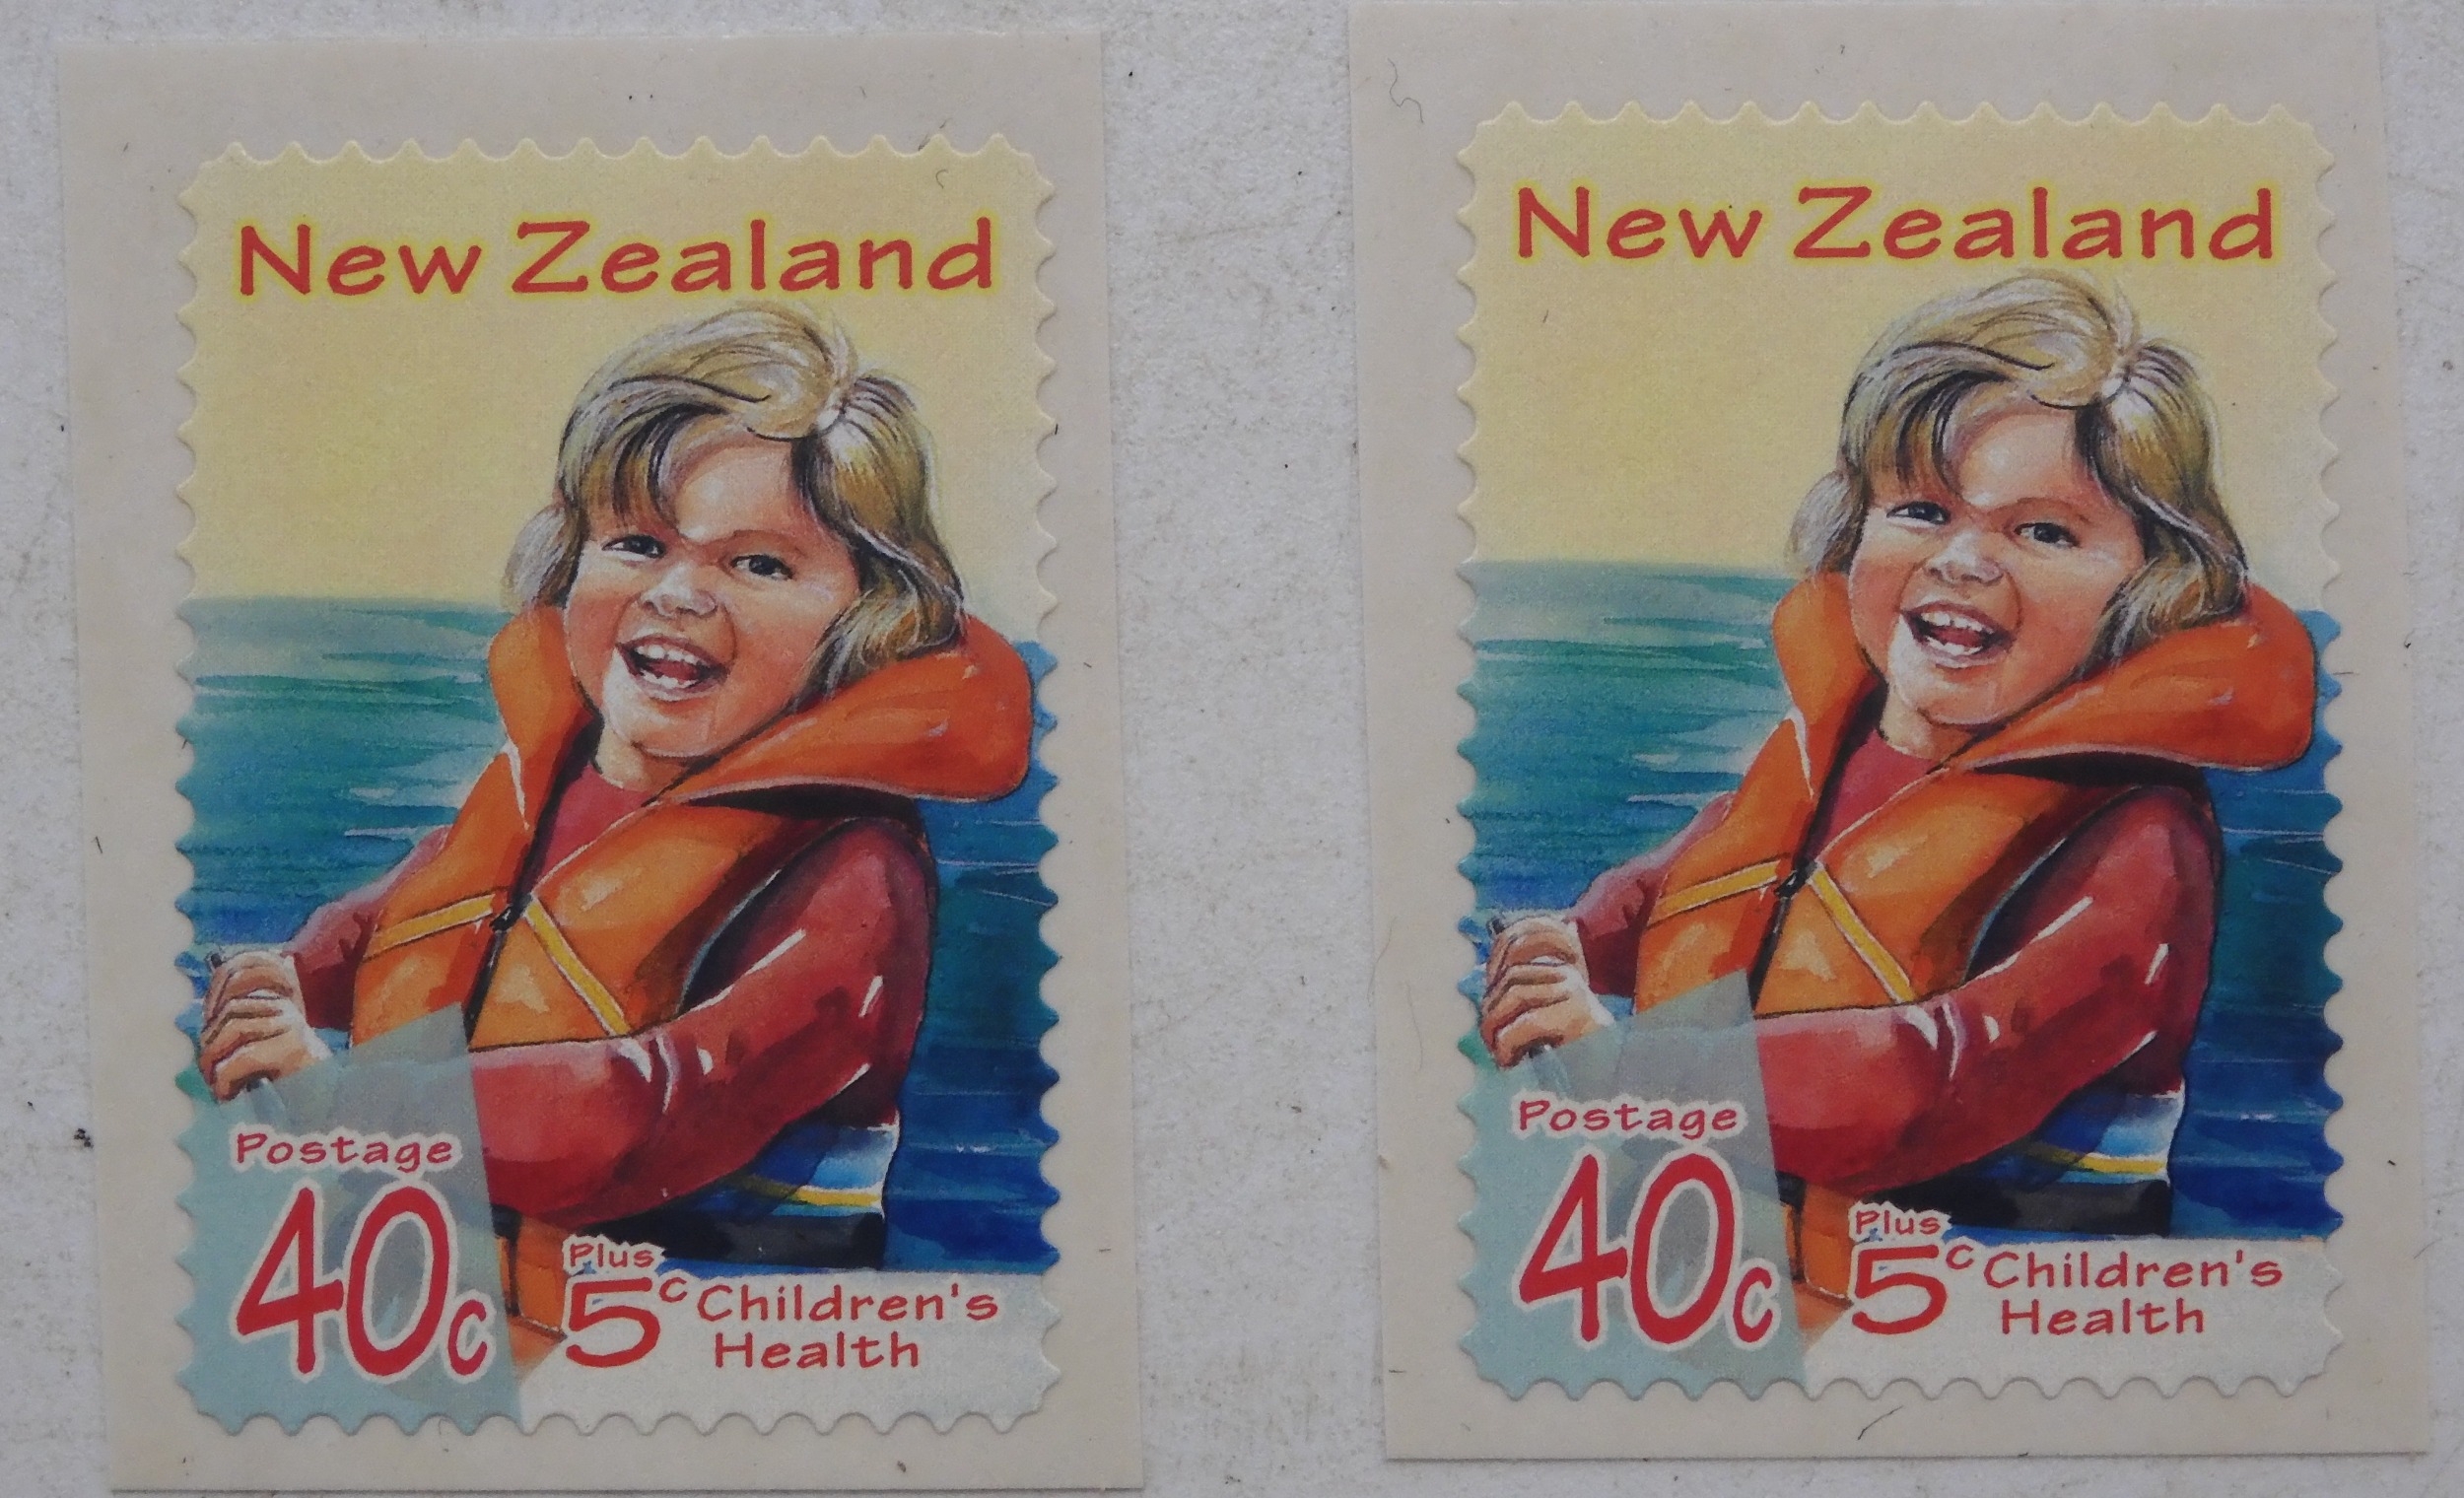 New Zealand
Postage
40c
Plus
5c Children's
Health
New Zealand
Postage
40c
Plus
5c Children's
Health